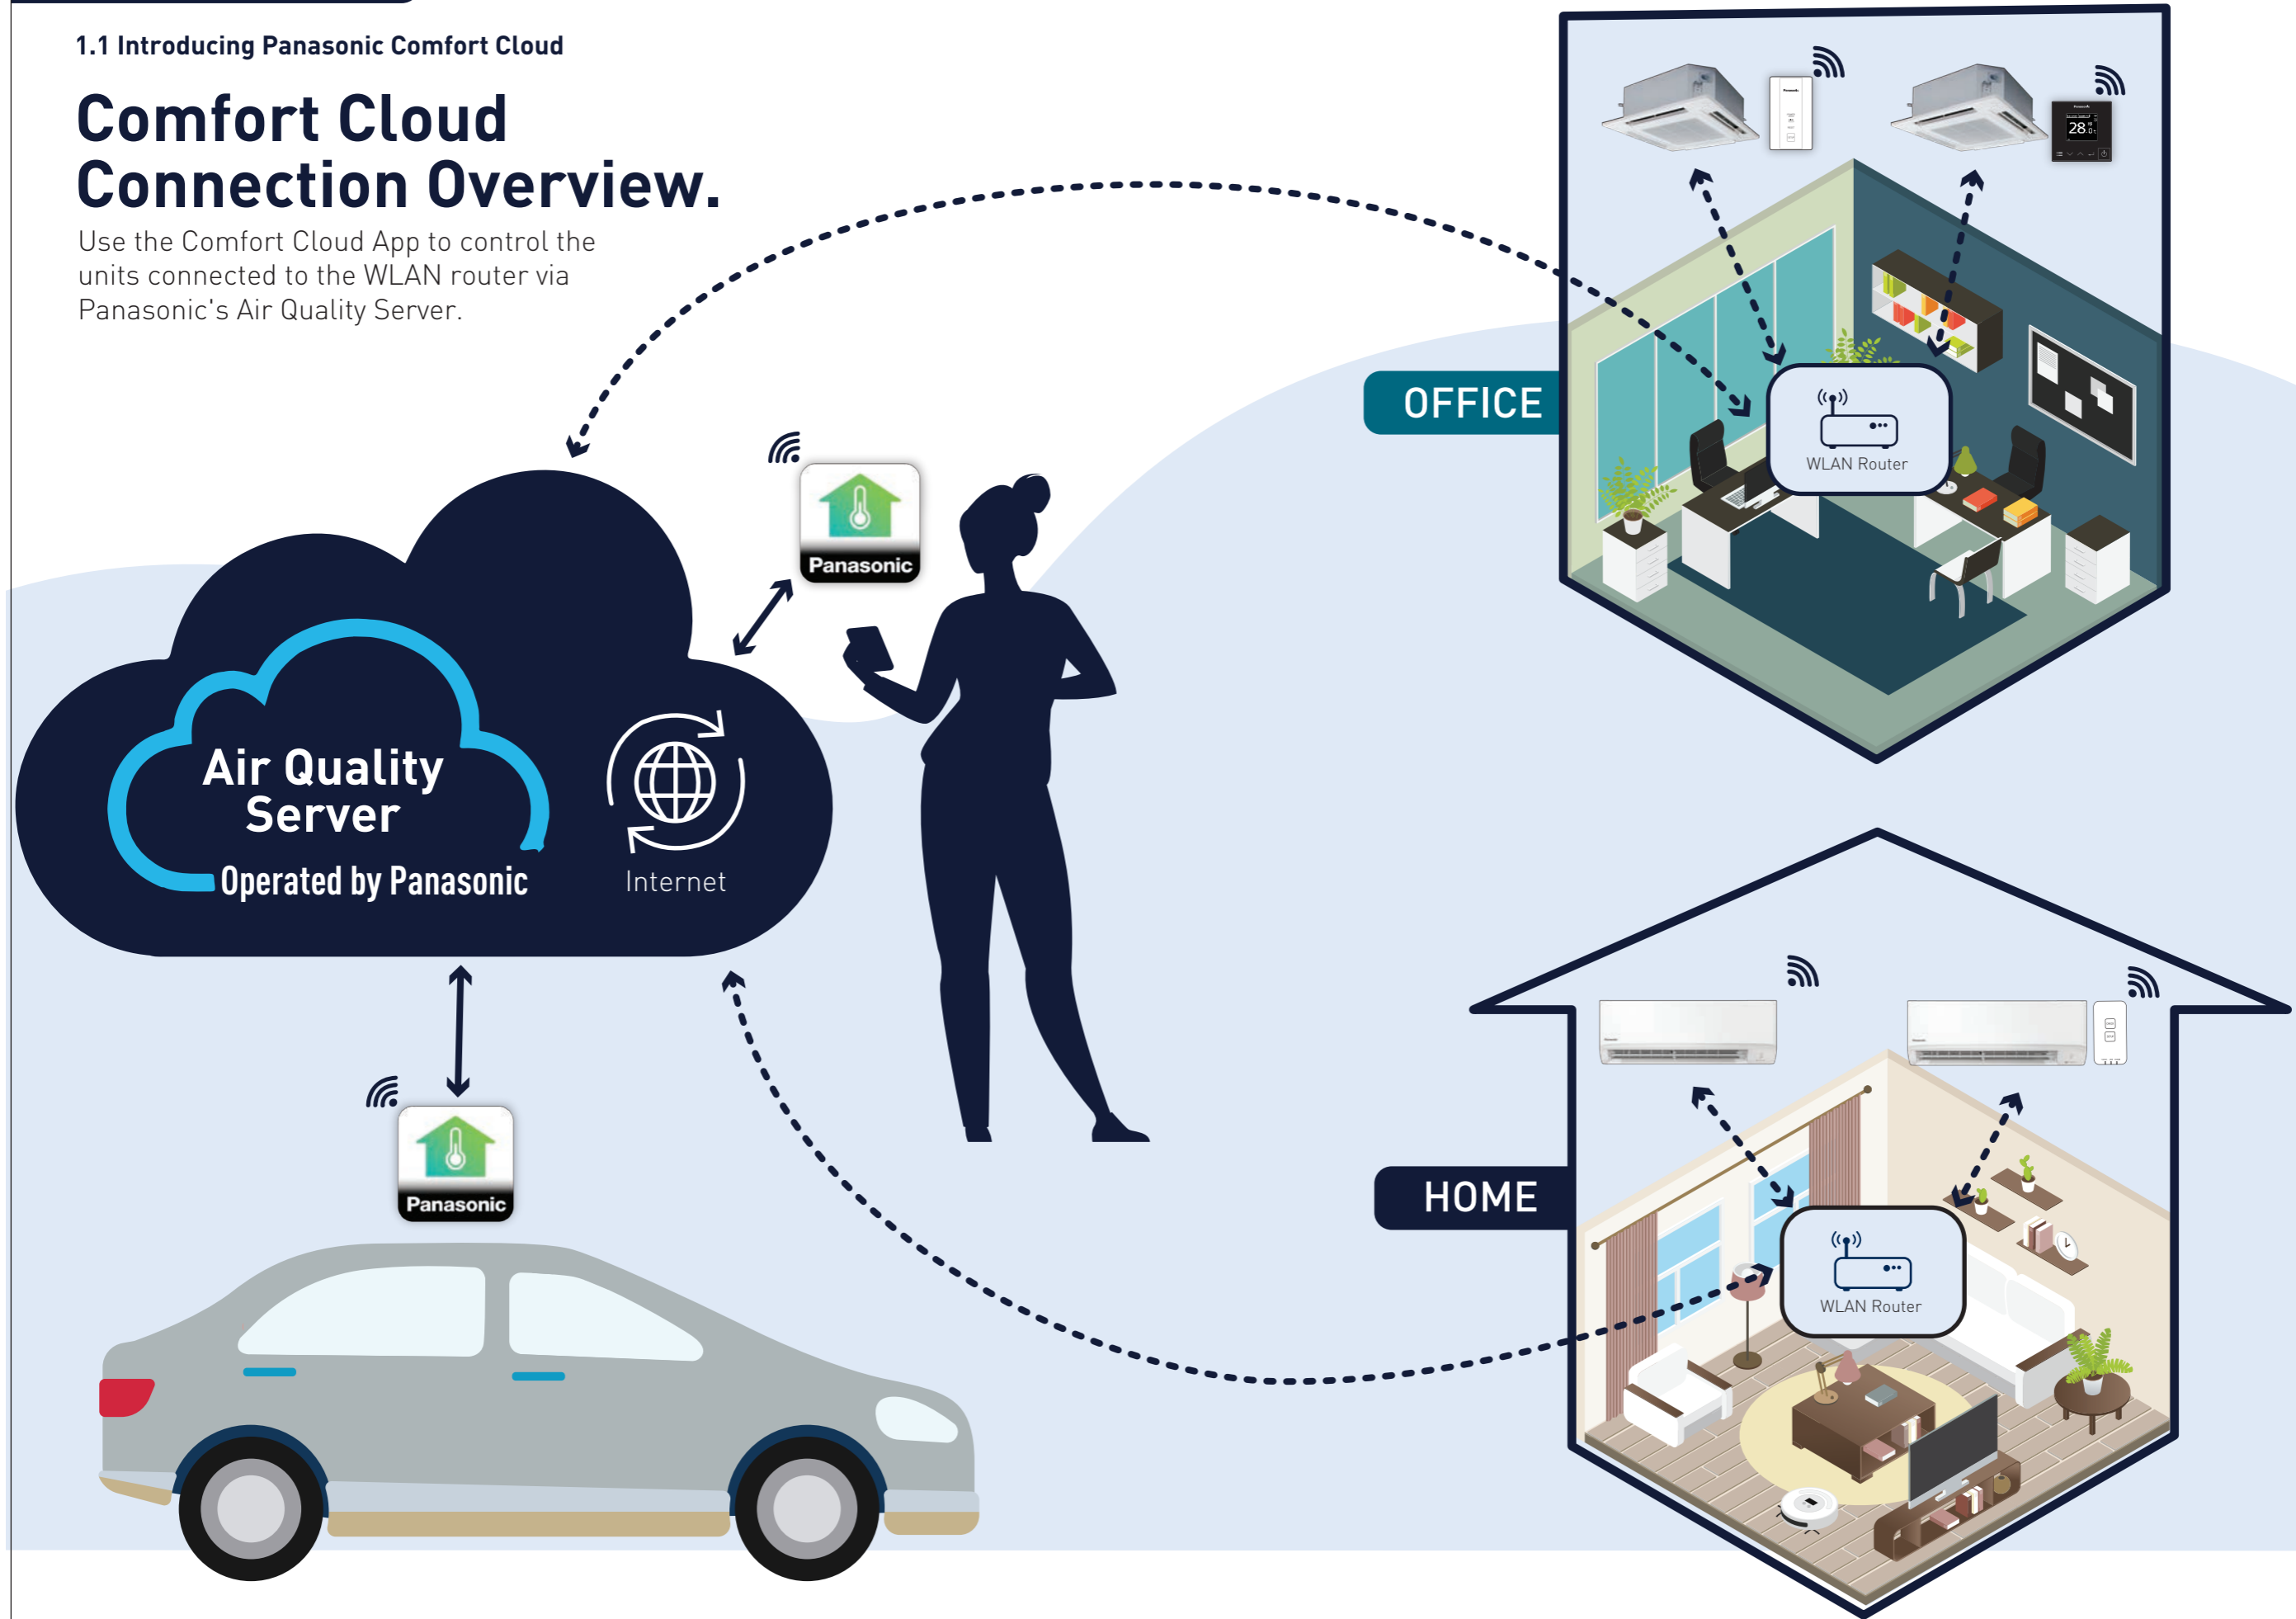 1.1 Introducing Panasonic Comfort Cloud
Comfort Cloud
Connection Overview.
Use the Comfort Cloud App to control the
units connected to the WLAN router via
Panasonic's Air Quality Server.
OFFICE
WLAN Router
Panasonic
Air Quality
Server
Operated by Panasonic
Internet
Panasonic
HOME
WLAN Router